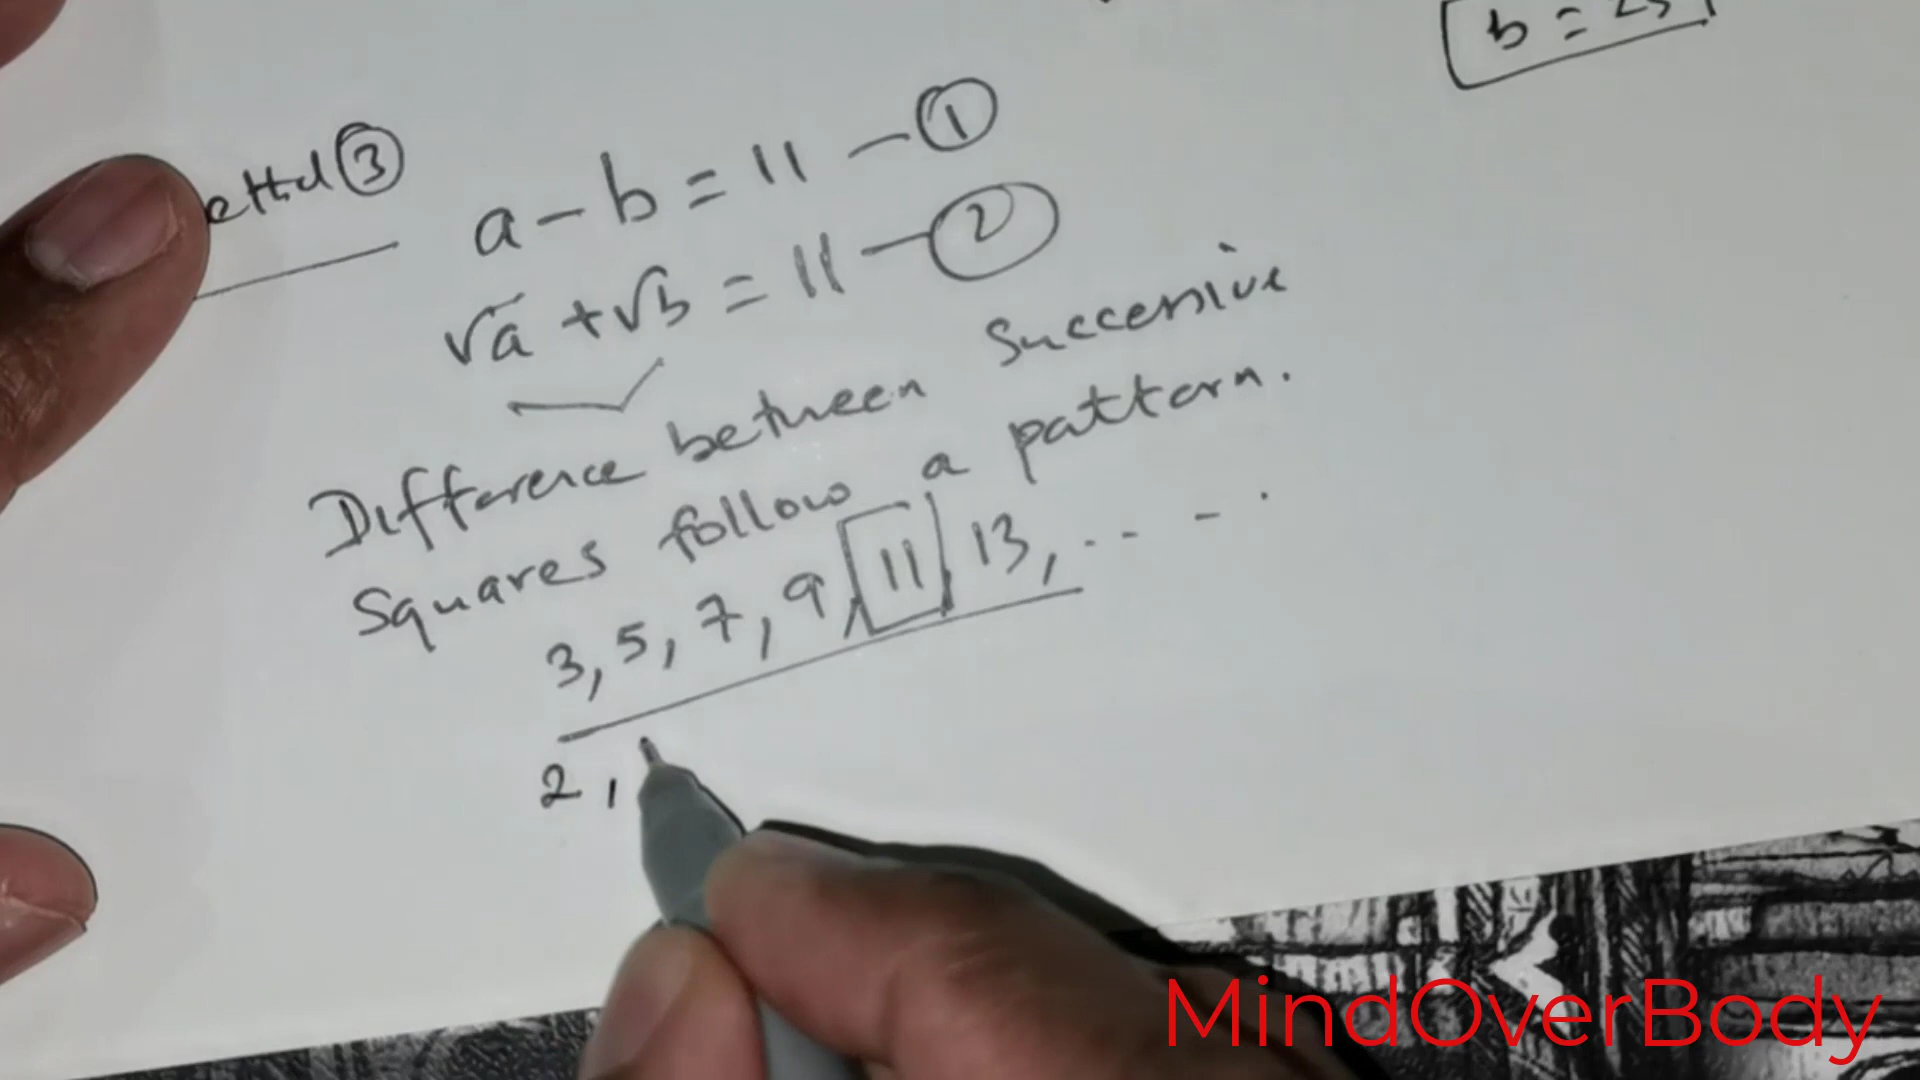 b = 25
ethd 3
a - b = 11 — 1
√a + √b = 11 — 2
Difference between successive
squares follow a pattern.
3, 5, 7, 9, 11, 13, . . - - .
2,
MindOverBody